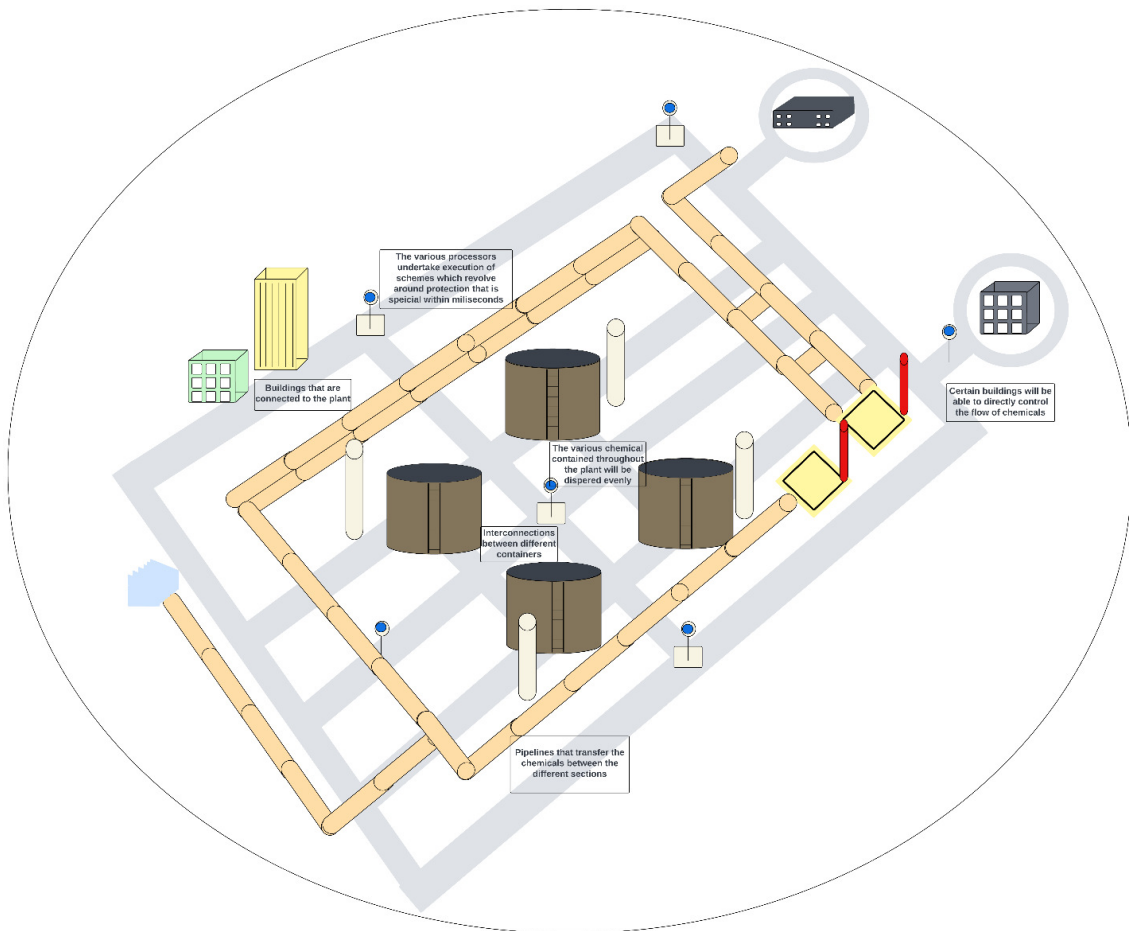 The various processors
undertake execution of
schemes which revolve
around protection that is
speicial within miliseconds
Buildings that are
connected to the plant
Certain buildings will be
able to directly control
the flow of chemicals
The various chemical
contained throughout
the plant will be
dispered evenly
Interconnections
between different
containers
Pipelines that transfer the
chemicals between the
different sections